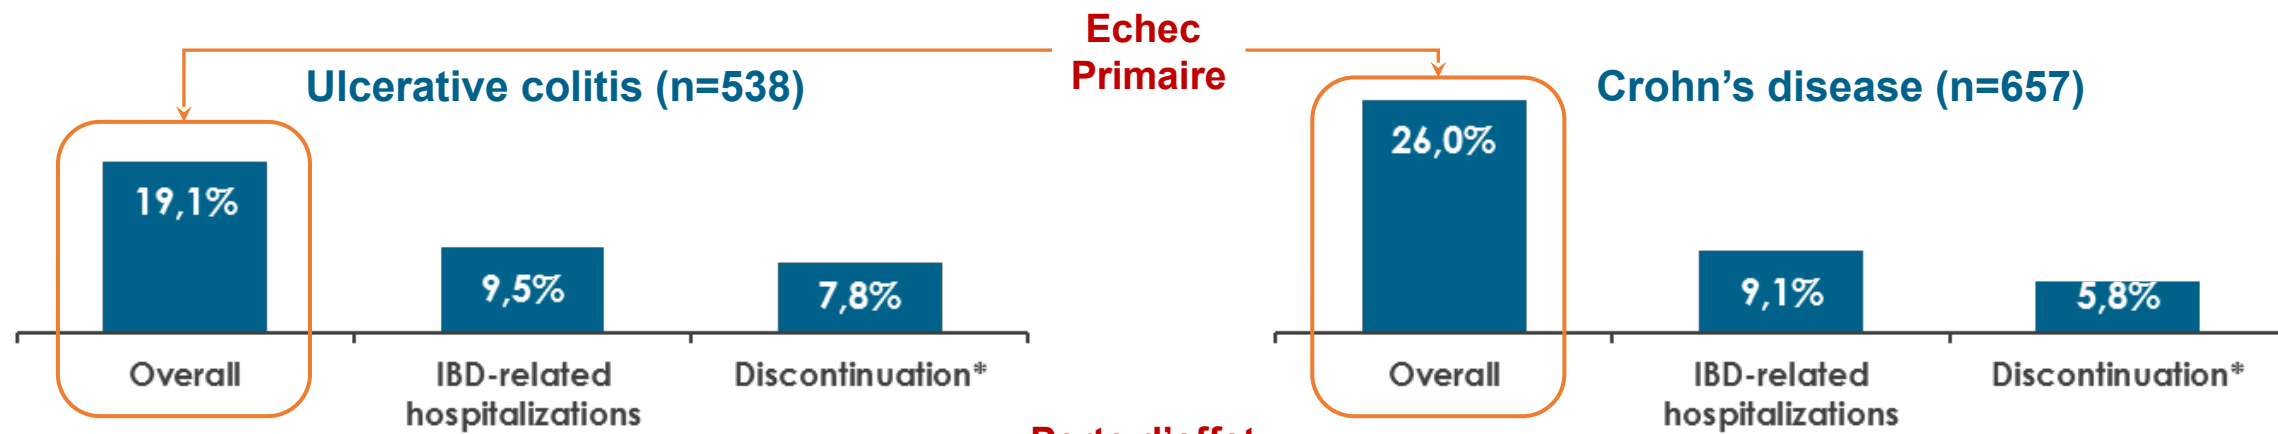 Echec
Primaire
Ulcerative colitis (n=538)
19,1%
9,5%
7,8%
Overall
IBD-related
hospitalizations
Discontinuation*
Crohn’s disease (n=657)
26,0%
9,1%
5,8%
Overall
IBD-related
hospitalizations
Discontinuation*